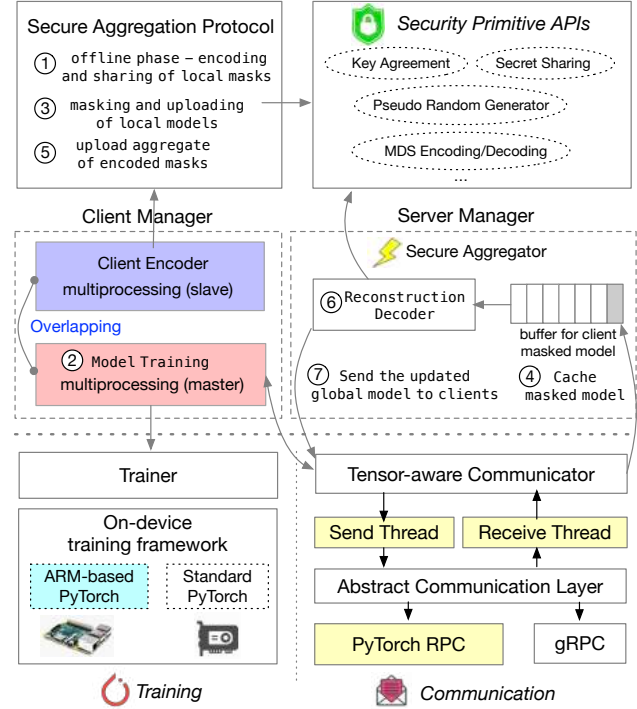 Secure Aggregation Protocol
1 offline phase – encoding
and sharing of local masks
3 masking and uploading
of local models
5 upload aggregate
of encoded masks
Security Primitive APIs
Key Agreement
Secret Sharing
Pseudo Random Generator
MDS Encoding/Decoding
...
Client Manager
Client Encoder
multiprocessing (slave)
Overlapping
2 Model Training
multiprocessing (master)
Server Manager
Secure Aggregator
6 Reconstruction
Decoder
buffer for client
masked model
7 Send the updated
global model to clients
4 Cache
masked model
Trainer
On-device
training framework
ARM-based
PyTorch
Standard
PyTorch
Training
Tensor-aware Communicator
Send Thread
Receive Thread
Abstract Communication Layer
PyTorch RPC
gRPC
Communication